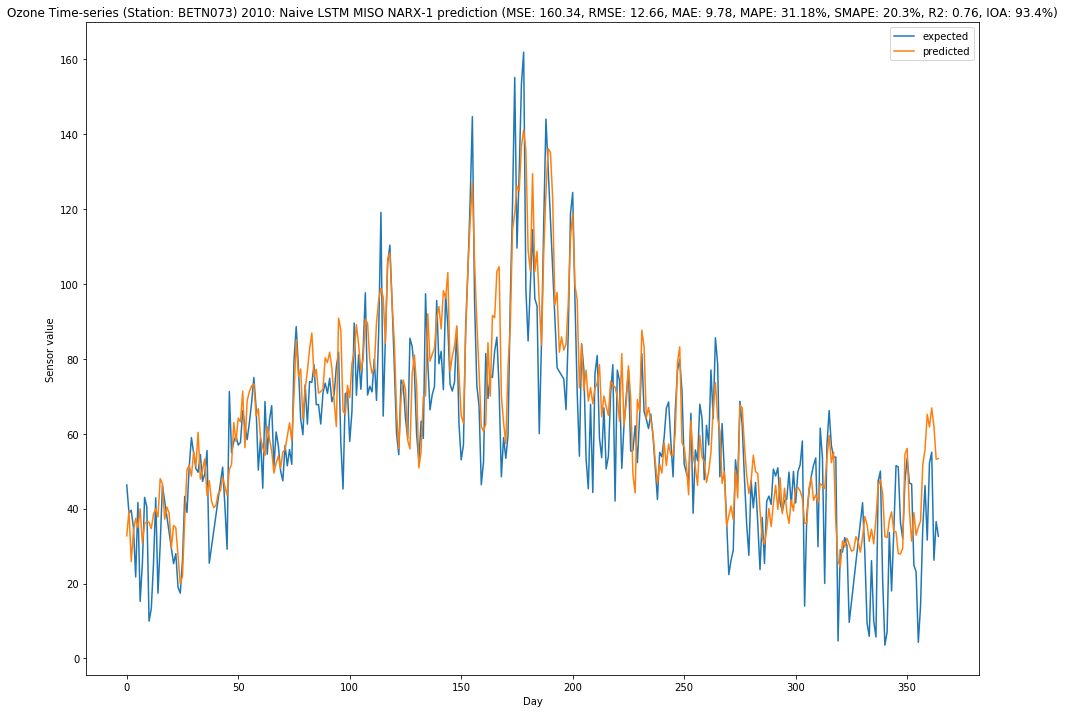 Ozone Time-series (Station: BETN073) 2010: Naive LSTM MISO NARX-1 prediction (MSE: 160.34, RMSE: 12.66, MAE: 9.78, MAPE: 31.18%, SMAPE: 20.3%, R2: 0.76, IOA: 93.4%)
expected
predicted
Sensor value
160
140
120
100
80
60
40
20
0
0 50 100 150 200 250 300 350
Day